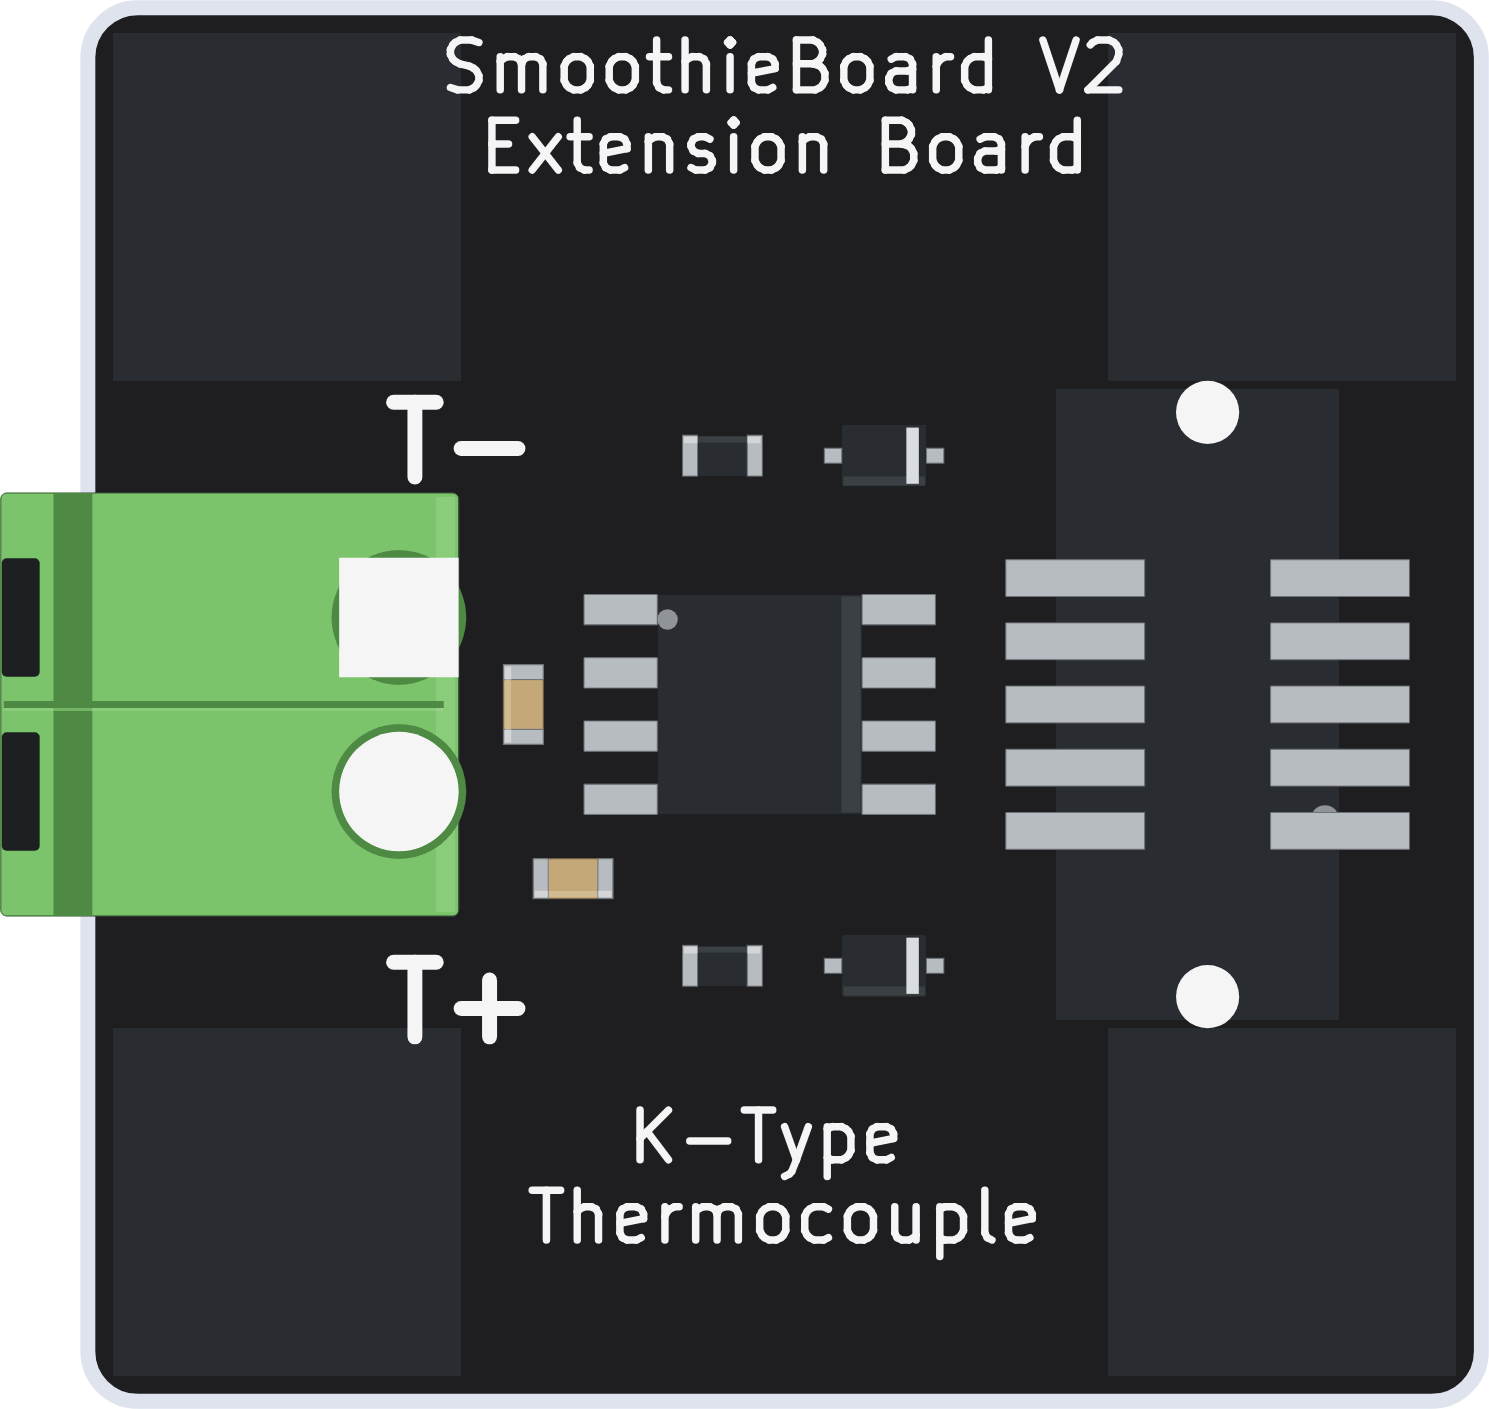 SmoothieBoard V2
Extension Board
T-
T+
K-Type
Thermocouple